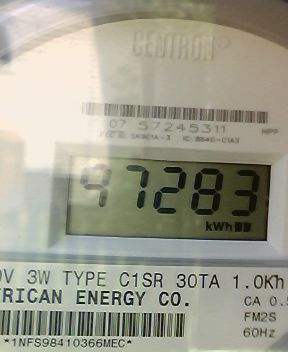 CENTRON
07 57245311 HPP
97283
kWh
0V 3W TYPE C1SR 30TA 1.0Kh
RICAN ENERGY CO. CA 0.5
FM2S
*1NFS98410366MEC* 60Hz